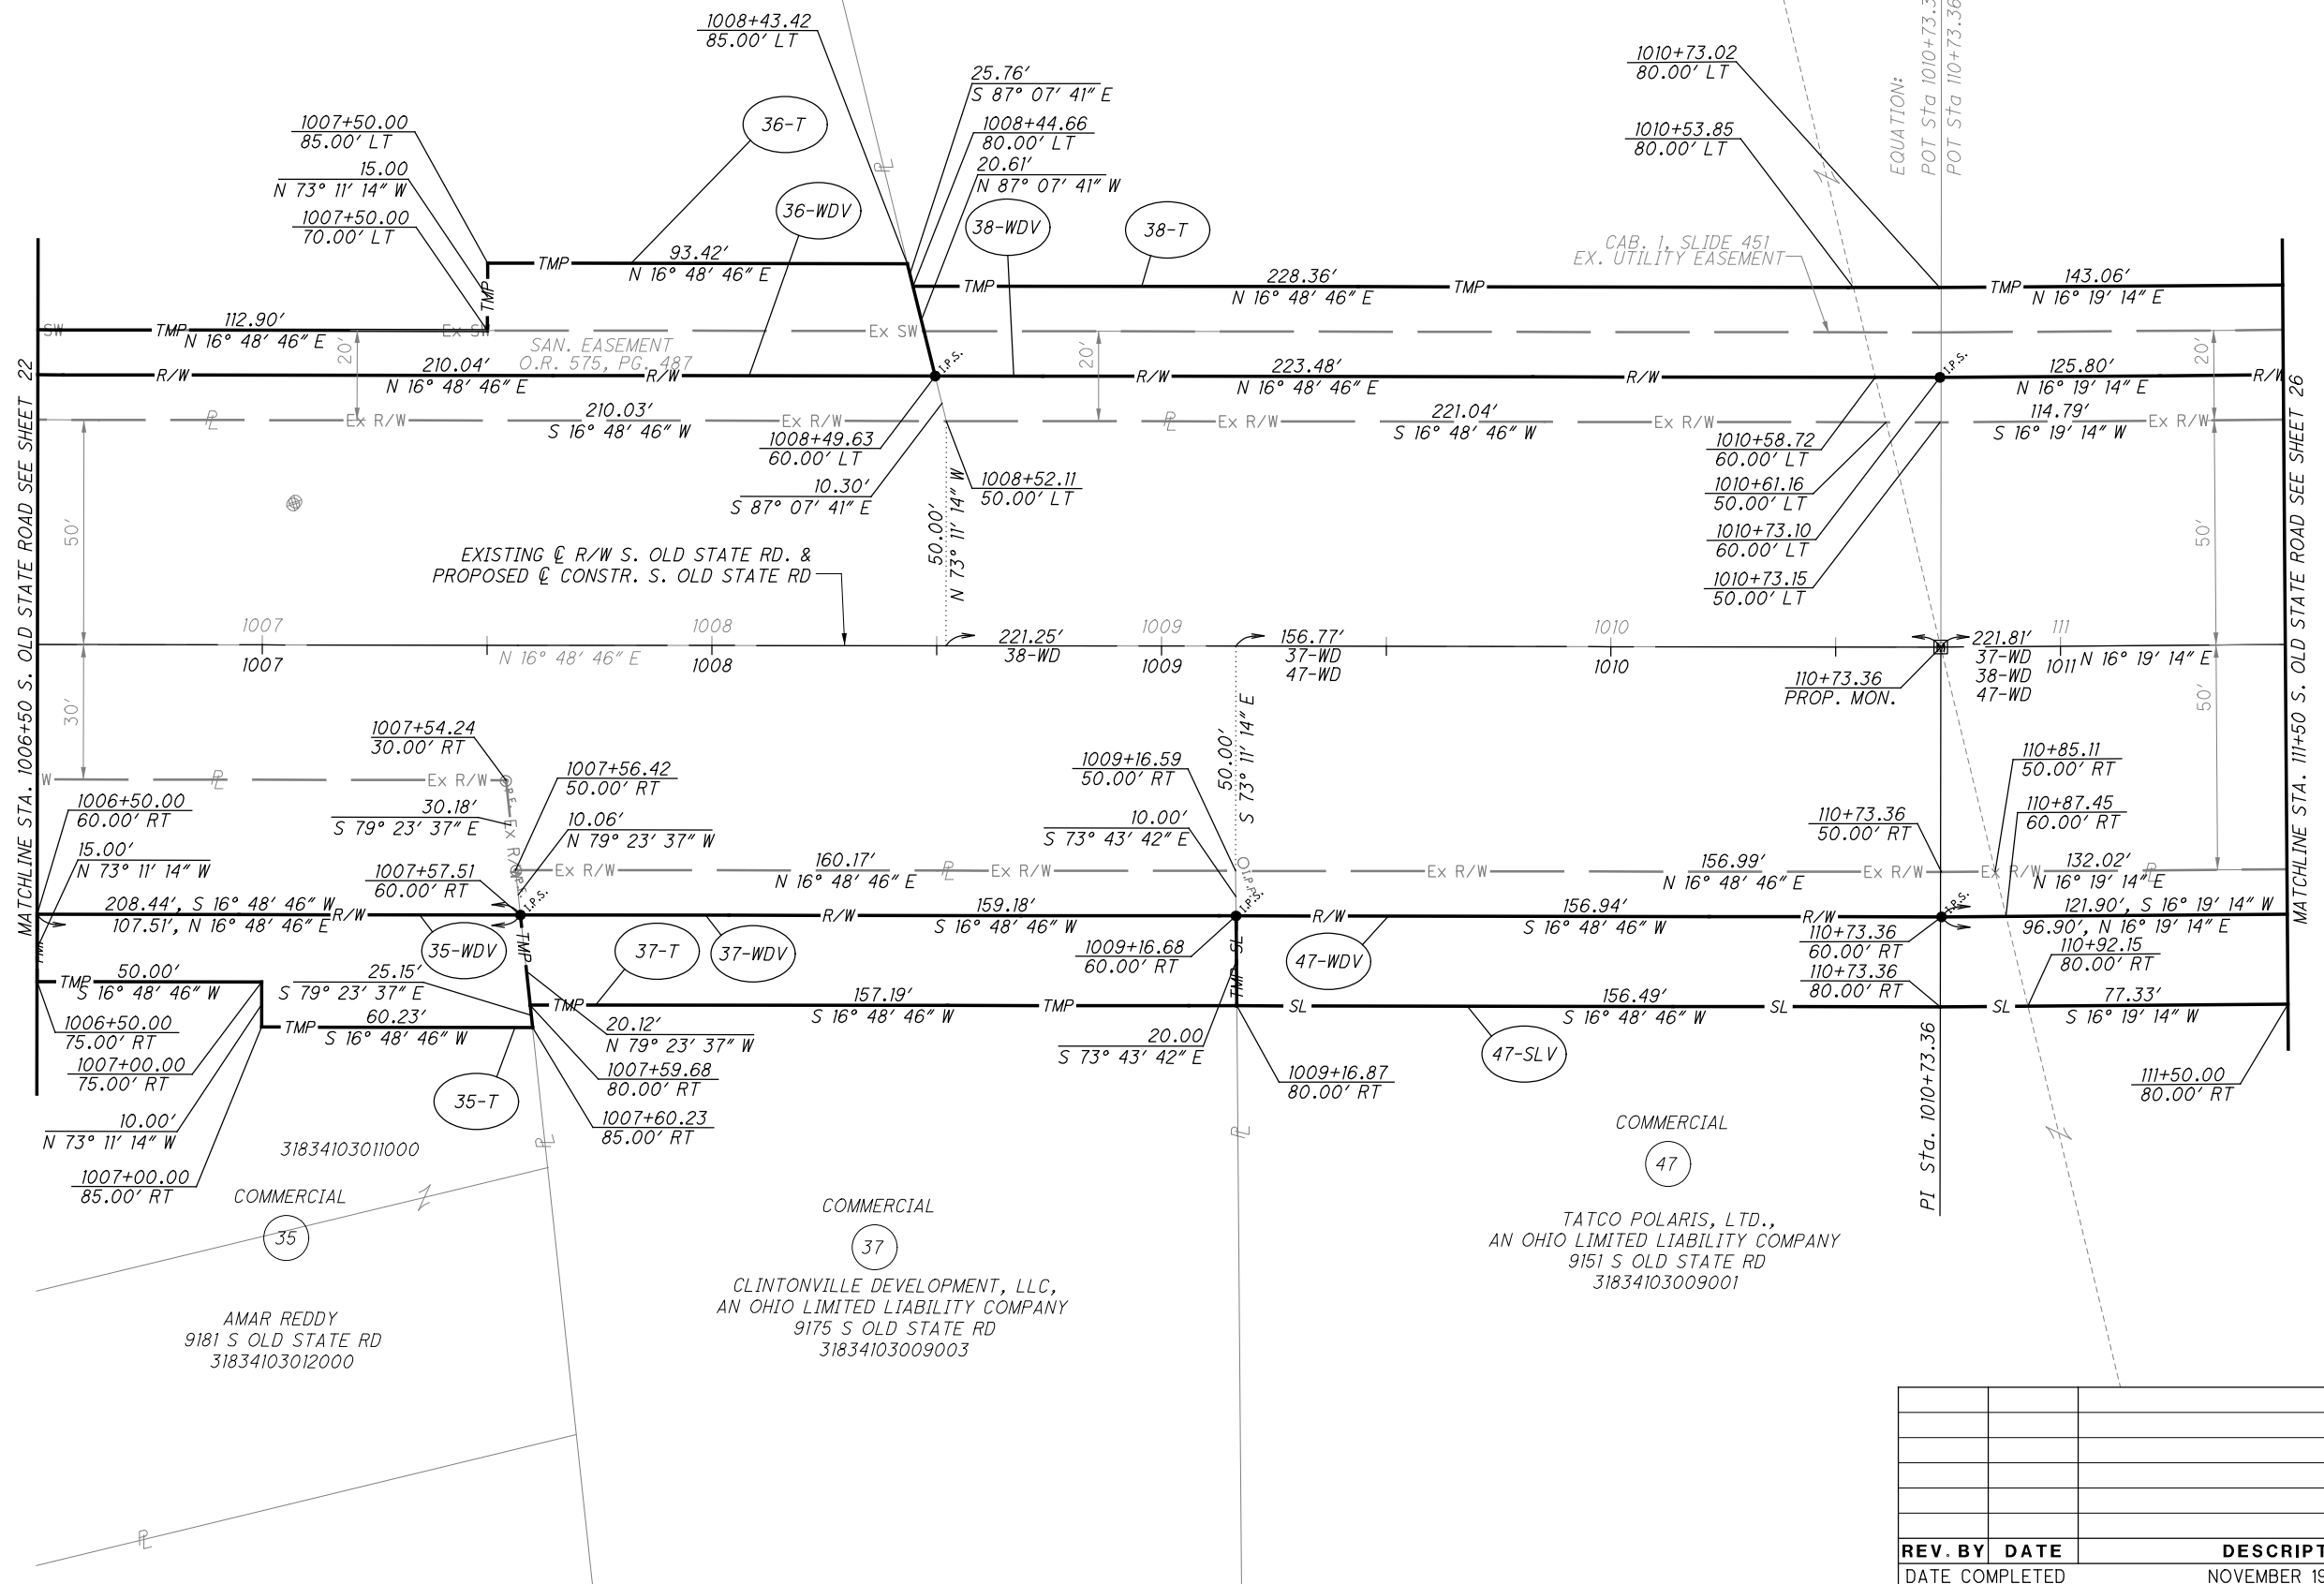 1008+43.42
85.00' LT
25.76'
S 87° 07' 41" E
1008+44.66
80.00' LT
20.61'
N 87° 07' 41" W
1010+73.02
80.00' LT
1010+53.85
80.00' LT
EQUATION:
POT Sta 1010+73.3
POT Sta 110+73.36
1007+50.00
85.00' LT
15.00
N 73° 11' 14" W
1007+50.00
70.00' LT
36-T
36-WDV
38-WDV
38-T
PL
CAB. 1, SLIDE 451
EX. UTILITY EASEMENT
TMP
93.42'
N 16° 48' 46" E
TMP
TMP
228.36'
N 16° 48' 46" E
TMP
TMP
143.06'
N 16° 19' 14" E
SW
TMP
112.90'
N 16° 48' 46" E
Ex SW
Ex SW
20'
SAN. EASEMENT
O.R. 575, PG. 487
20'
20'
R/W
210.04'
N 16° 48' 46" E
R/W
I.P.S.
R/W
223.48'
N 16° 48' 46" E
R/W
I.P.S.
125.80'
N 16° 19' 14" E
R/W
PL
Ex R/W
210.03'
S 16° 48' 46" W
Ex R/W
PL
Ex R/W
221.04'
S 16° 48' 46" W
Ex R/W
114.79'
S 16° 19' 14" W
Ex R/W
1008+49.63
60.00' LT
10.30'
S 87° 07' 41" E
1008+52.11
50.00' LT
50.00'
N 73° 11' 14" W
1010+58.72
60.00' LT
1010+61.16
50.00' LT
1010+73.10
60.00' LT
1010+73.15
50.00' LT
MATCHLINE STA. 1006+50 S. OLD STATE ROAD SEE SHEET 22
MATCHLINE STA. 111+50 S. OLD STATE ROAD SEE SHEET 26
50'
50'
EXISTING CL R/W S. OLD STATE RD. &
PROPOSED CL CONSTR. S. OLD STATE RD
1007
1007
N 16° 48' 46" E
1008
1008
221.25'
38-WD
1009
1009
156.77'
37-WD
47-WD
1010
1010
110+73.36
PROP. MON.
221.81'
37-WD
38-WD
47-WD
111
1011
N 16° 19' 14" E
30'
50'
1007+54.24
30.00' RT
W
PL
Ex R/W
Ex R/W
1007+56.42
50.00' RT
50.00'
S 73° 11' 14" E
1009+16.59
50.00' RT
110+85.11
50.00' RT
1006+50.00
60.00' RT
30.18'
S 79° 23' 37" E
10.06'
N 79° 23' 37" W
10.00'
S 73° 43' 42" E
110+73.36
50.00' RT
110+87.45
60.00' RT
15.00'
N 73° 11' 14" W
1007+57.51
60.00' RT
Ex R/W
160.17'
N 16° 48' 46" E
PL
Ex R/W
Ex R/W
156.99'
N 16° 48' 46" E
Ex R/W
Ex R/W
132.02'
N 16° 19' 14" E
PL
208.44', S 16° 48' 46" W
107.51', N 16° 48' 46" E
R/W
I.P.S.
R/W
159.18'
S 16° 48' 46" W
R/W
156.94'
S 16° 48' 46" W
R/W
I.P.S.
121.90', S 16° 19' 14" W
96.90', N 16° 19' 14" E
35-WDV
TMP
37-T
37-WDV
1009+16.68
60.00' RT
TMP SL
47-WDV
110+73.36
60.00' RT
110+92.15
80.00' RT
110+73.36
80.00' RT
TMP
50.00'
S 16° 48' 46" W
25.15'
S 79° 23' 37" E
TMP
157.19'
S 16° 48' 46" W
TMP
SL
156.49'
S 16° 48' 46" W
SL
SL
77.33'
S 16° 19' 14" W
1006+50.00
75.00' RT
TMP
60.23'
S 16° 48' 46" W
20.12'
N 79° 23' 37" W
20.00
S 73° 43' 42" E
47-SLV
1007+00.00
75.00' RT
35-T
1007+59.68
80.00' RT
1009+16.87
80.00' RT
111+50.00
80.00' RT
10.00'
N 73° 11' 14" W
1007+60.23
85.00' RT
PI Sta. 1010+73.36
1007+00.00
85.00' RT
31834103011000
PL
PL
COMMERCIAL
35
AMAR REDDY
9181 S OLD STATE RD
31834103012000
COMMERCIAL
37
CLINTONVILLE DEVELOPMENT, LLC,
AN OHIO LIMITED LIABILITY COMPANY
9175 S OLD STATE RD
31834103009003
COMMERCIAL
47
TATCO POLARIS, LTD.,
AN OHIO LIMITED LIABILITY COMPANY
9151 S OLD STATE RD
31834103009001
PL
REV. BY DATE DESCRIPT
DATE COMPLETED NOVEMBER 19